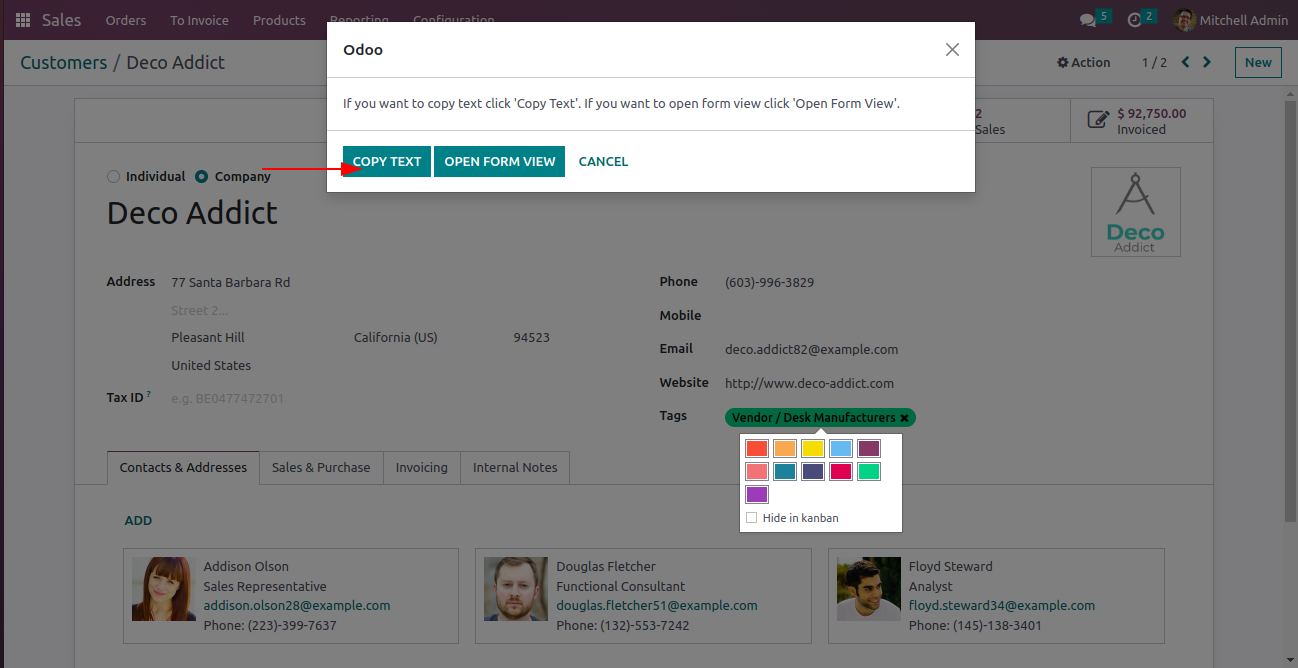 Sales Orders To Invoice Products Reporting Configuration 5 2 Mitchell Admin
Odoo
Customers / Deco Addict Action 1 / 2 New
If you want to copy text click 'Copy Text'. If you want to open form view click 'Open Form View'.
2 Sales
$ 92,750.00 Invoiced
COPY TEXT OPEN FORM VIEW CANCEL
Individual Company
Deco Addict
Deco
Addict
Address 77 Santa Barbara Rd
Street 2...
Pleasant Hill California (US) 94523
United States
Tax ID ? e.g. BE0477472701
Phone (603)-996-3829
Mobile
Email deco.addict82@example.com
Website http://www.deco-addict.com
Tags Vendor / Desk Manufacturers
Hide in kanban
Contacts & Addresses Sales & Purchase Invoicing Internal Notes
ADD
Addison Olson
Sales Representative
addison.olson28@example.com
Phone: (223)-399-7637
Douglas Fletcher
Functional Consultant
douglas.fletcher51@example.com
Phone: (132)-553-7242
Floyd Steward
Analyst
floyd.steward34@example.com
Phone: (145)-138-3401